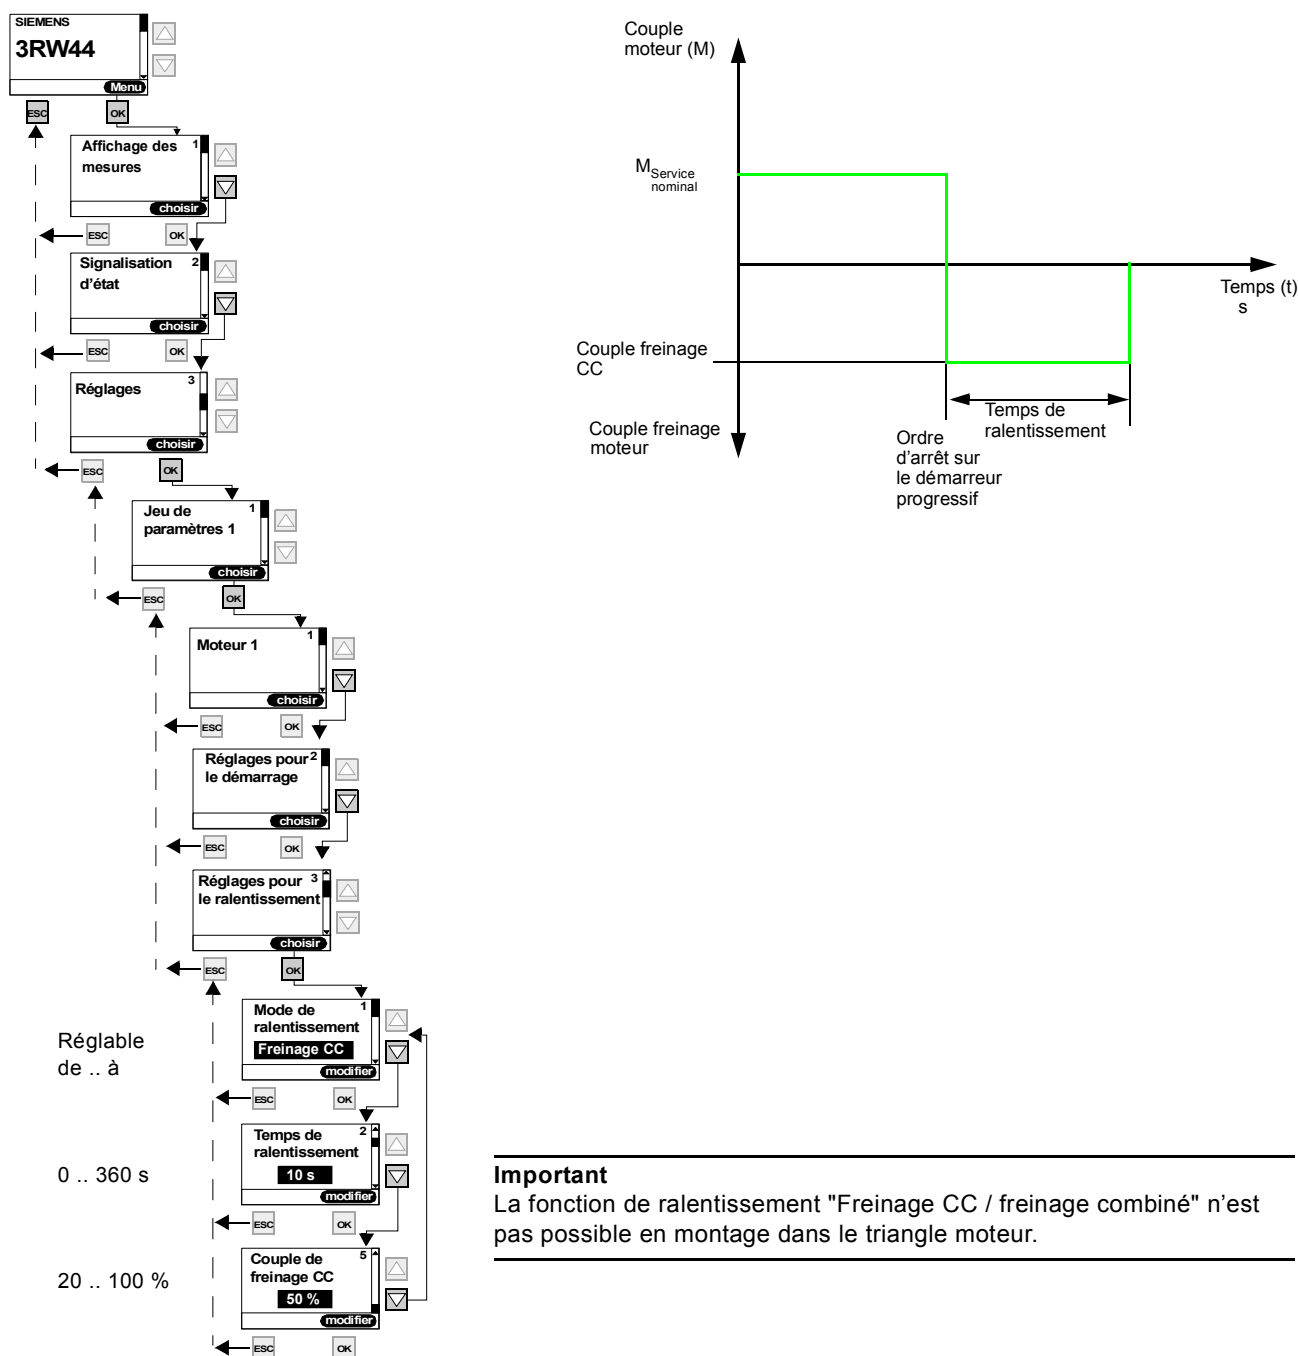 SIEMENS
3RW44
Menu
ESC
OK
Affichage des
mesures
1
choisir
ESC
OK
Signalisation
d’état
2
choisir
ESC
OK
Réglages
3
choisir
ESC
OK
Jeu de
paramètres 1
1
choisir
ESC
OK
Moteur 1
1
choisir
ESC
OK
Réglages pour
le démarrage
2
choisir
ESC
OK
Réglages pour
le ralentissement
3
choisir
ESC
OK
Réglable
de .. à
Mode de
ralentissement
1
Freinage CC
modifier
ESC
OK
0 .. 360 s
Temps de
ralentissement
2
10 s
modifier
ESC
OK
20 .. 100 %
Couple de
freinage CC
5
50 %
modifier
ESC
OK
Couple
moteur (M)
MService
nominal
Temps (t)
s
Couple freinage
CC
Couple freinage
moteur
Temps de
ralentissement
Ordre
d’arrêt sur
le démarreur
progressif
Important
La fonction de ralentissement "Freinage CC / freinage combiné" n’est
pas possible en montage dans le triangle moteur.